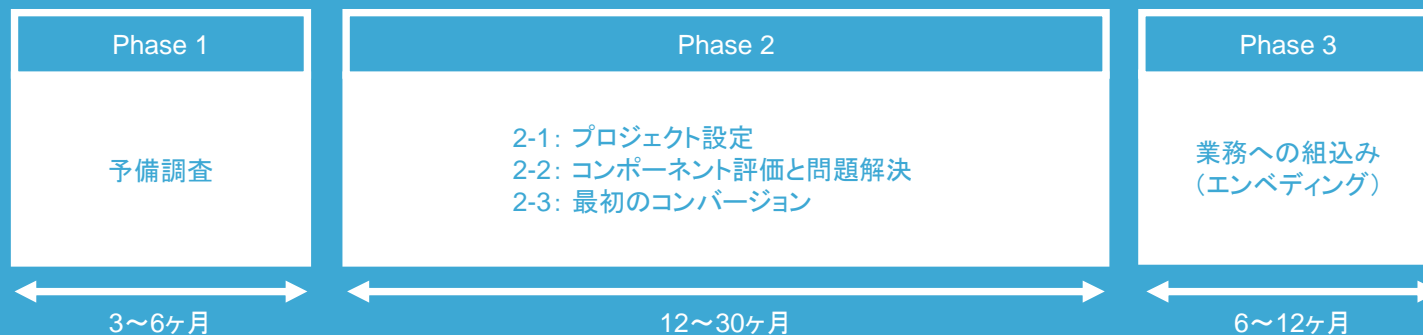 Phase 1
Phase 2
Phase 3
予備調査
2-1: プロジェクト設定
2-2: コンポーネント評価と問題解決
2-3: 最初のコンバージョン
業務への組込み
（エンベディング）
3～6ヶ月
12～30ヶ月
6～12ヶ月